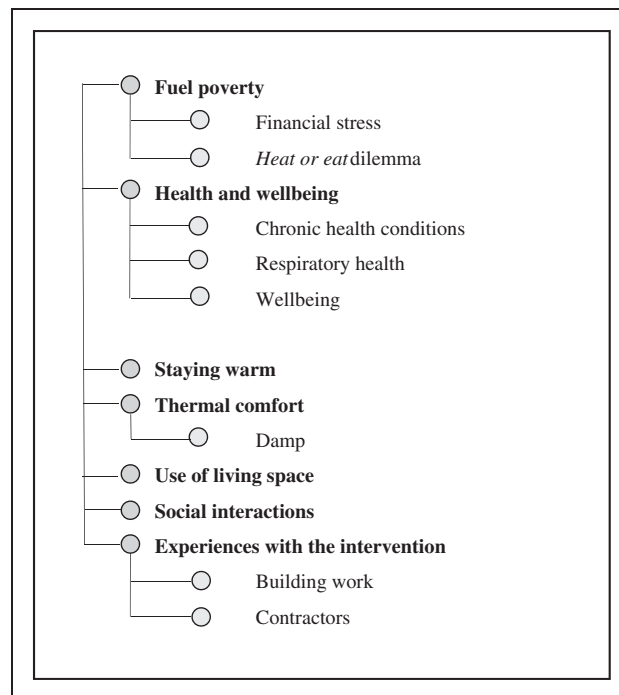 Fuel poverty
Financial stress
Heat or eat dilemma
Health and wellbeing
Chronic health conditions
Respiratory health
Wellbeing
Staying warm
Thermal comfort
Damp
Use of living space
Social interactions
Experiences with the intervention
Building work
Contractors